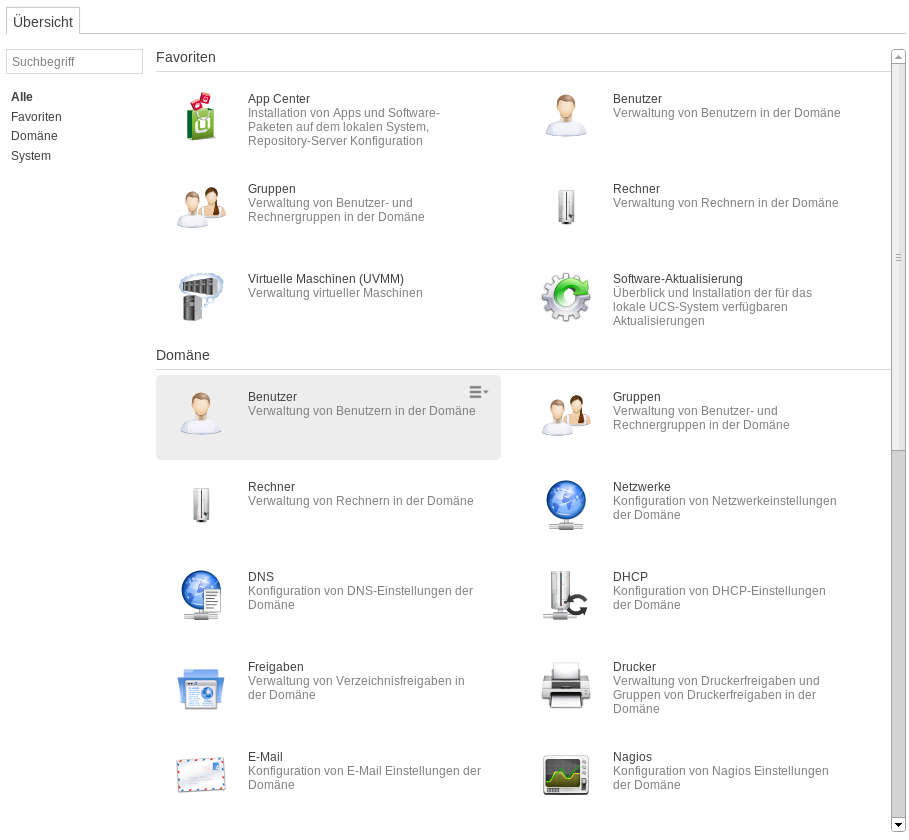 Übersicht
Suchbegriff
Alle
Favoriten
Domäne
System
Favoriten
App Center
Installation von Apps und Software-
Paketen auf dem lokalen System,
Repository-Server Konfiguration
Benutzer
Verwaltung von Benutzern in der Domäne
Gruppen
Verwaltung von Benutzer- und
Rechnergruppen in der Domäne
Rechner
Verwaltung von Rechnern in der Domäne
Virtuelle Maschinen (UVMM)
Verwaltung virtueller Maschinen
Software-Aktualisierung
Überblick und Installation der für das
lokale UCS-System verfügbaren
Aktualisierungen
Domäne
Benutzer
Verwaltung von Benutzern in der Domäne
Gruppen
Verwaltung von Benutzer- und
Rechnergruppen in der Domäne
Rechner
Verwaltung von Rechnern in der Domäne
Netzwerke
Konfiguration von Netzwerkeinstellungen
der Domäne
DNS
Konfiguration von DNS-Einstellungen der
Domäne
DHCP
Konfiguration von DHCP-Einstellungen
der Domäne
Freigaben
Verwaltung von Verzeichnisfreigaben in
der Domäne
Drucker
Verwaltung von Druckerfreigaben und
Gruppen von Druckerfreigaben in der
Domäne
E-Mail
Konfiguration von E-Mail Einstellungen der
Domäne
Nagios
Konfiguration von Nagios Einstellungen
der Domäne